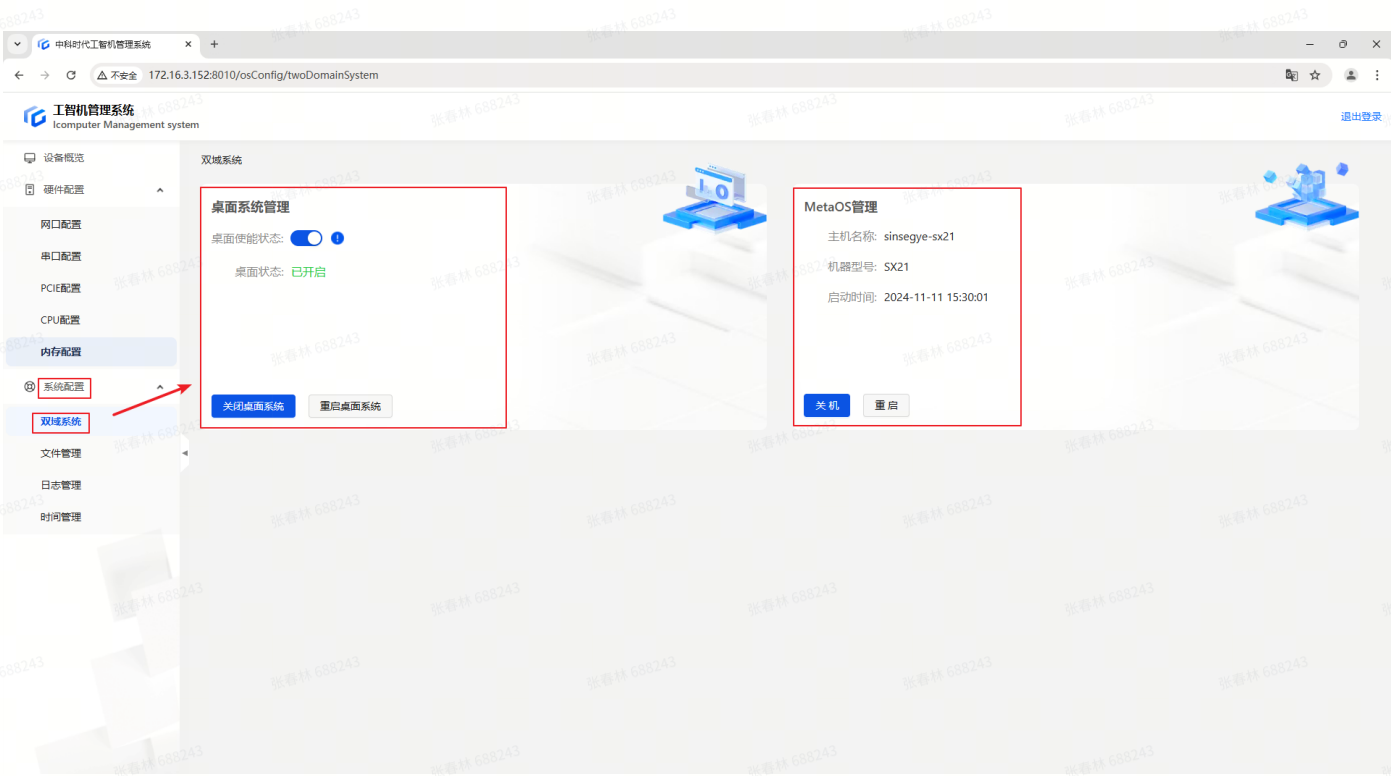 中科时代工智机管理系统
不安全 172.16.3.152:8010/osConfig/twoDomainSystem
工智机管理系统
Icomputer Management system
退出登录
设备概览
硬件配置
网口配置
串口配置
PCIE配置
CPU配置
内存配置
系统配置
双域系统
文件管理
日志管理
时间管理
双域系统
桌面系统管理
桌面使能状态:
桌面状态: 已开启
关闭桌面系统 重启桌面系统
MetaOS管理
主机名称: sinsegye-sx21
机器型号: SX21
启动时间: 2024-11-11 15:30:01
关 机 重 启
张春林 688243